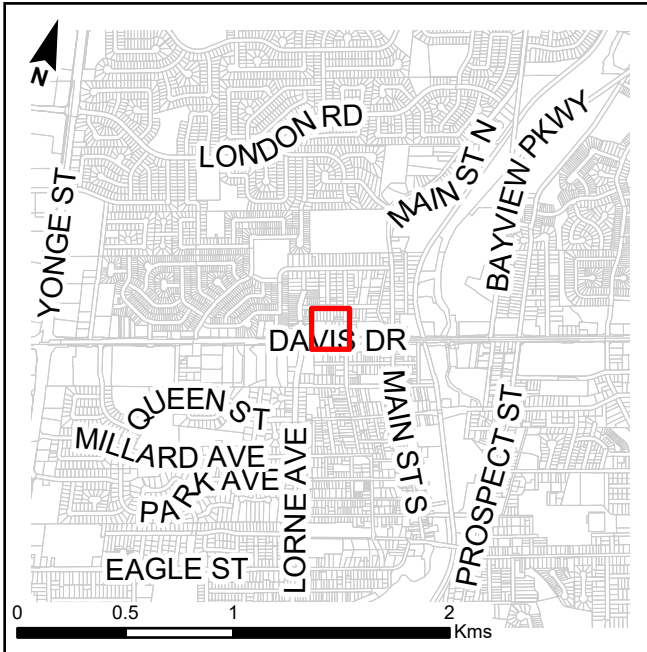 N
LONDON RD
MAIN ST N
BAYVIEW PKWY
YONGE ST
DAVIS DR
QUEEN ST
MILLARD AVE
PARK AVE
LORNE AVE
MAIN ST S
PROSPECT ST
EAGLE ST
0 0.5 1 2
Kms